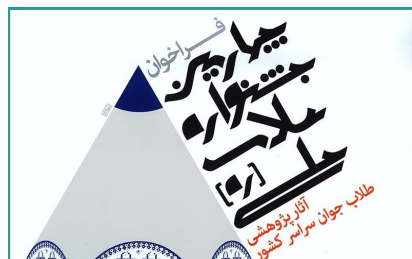 فراخوان
چهارمین
جشنواره
علامه
حلی [ره]
آثار پژوهشی
طلاب جوان سراسر کشور